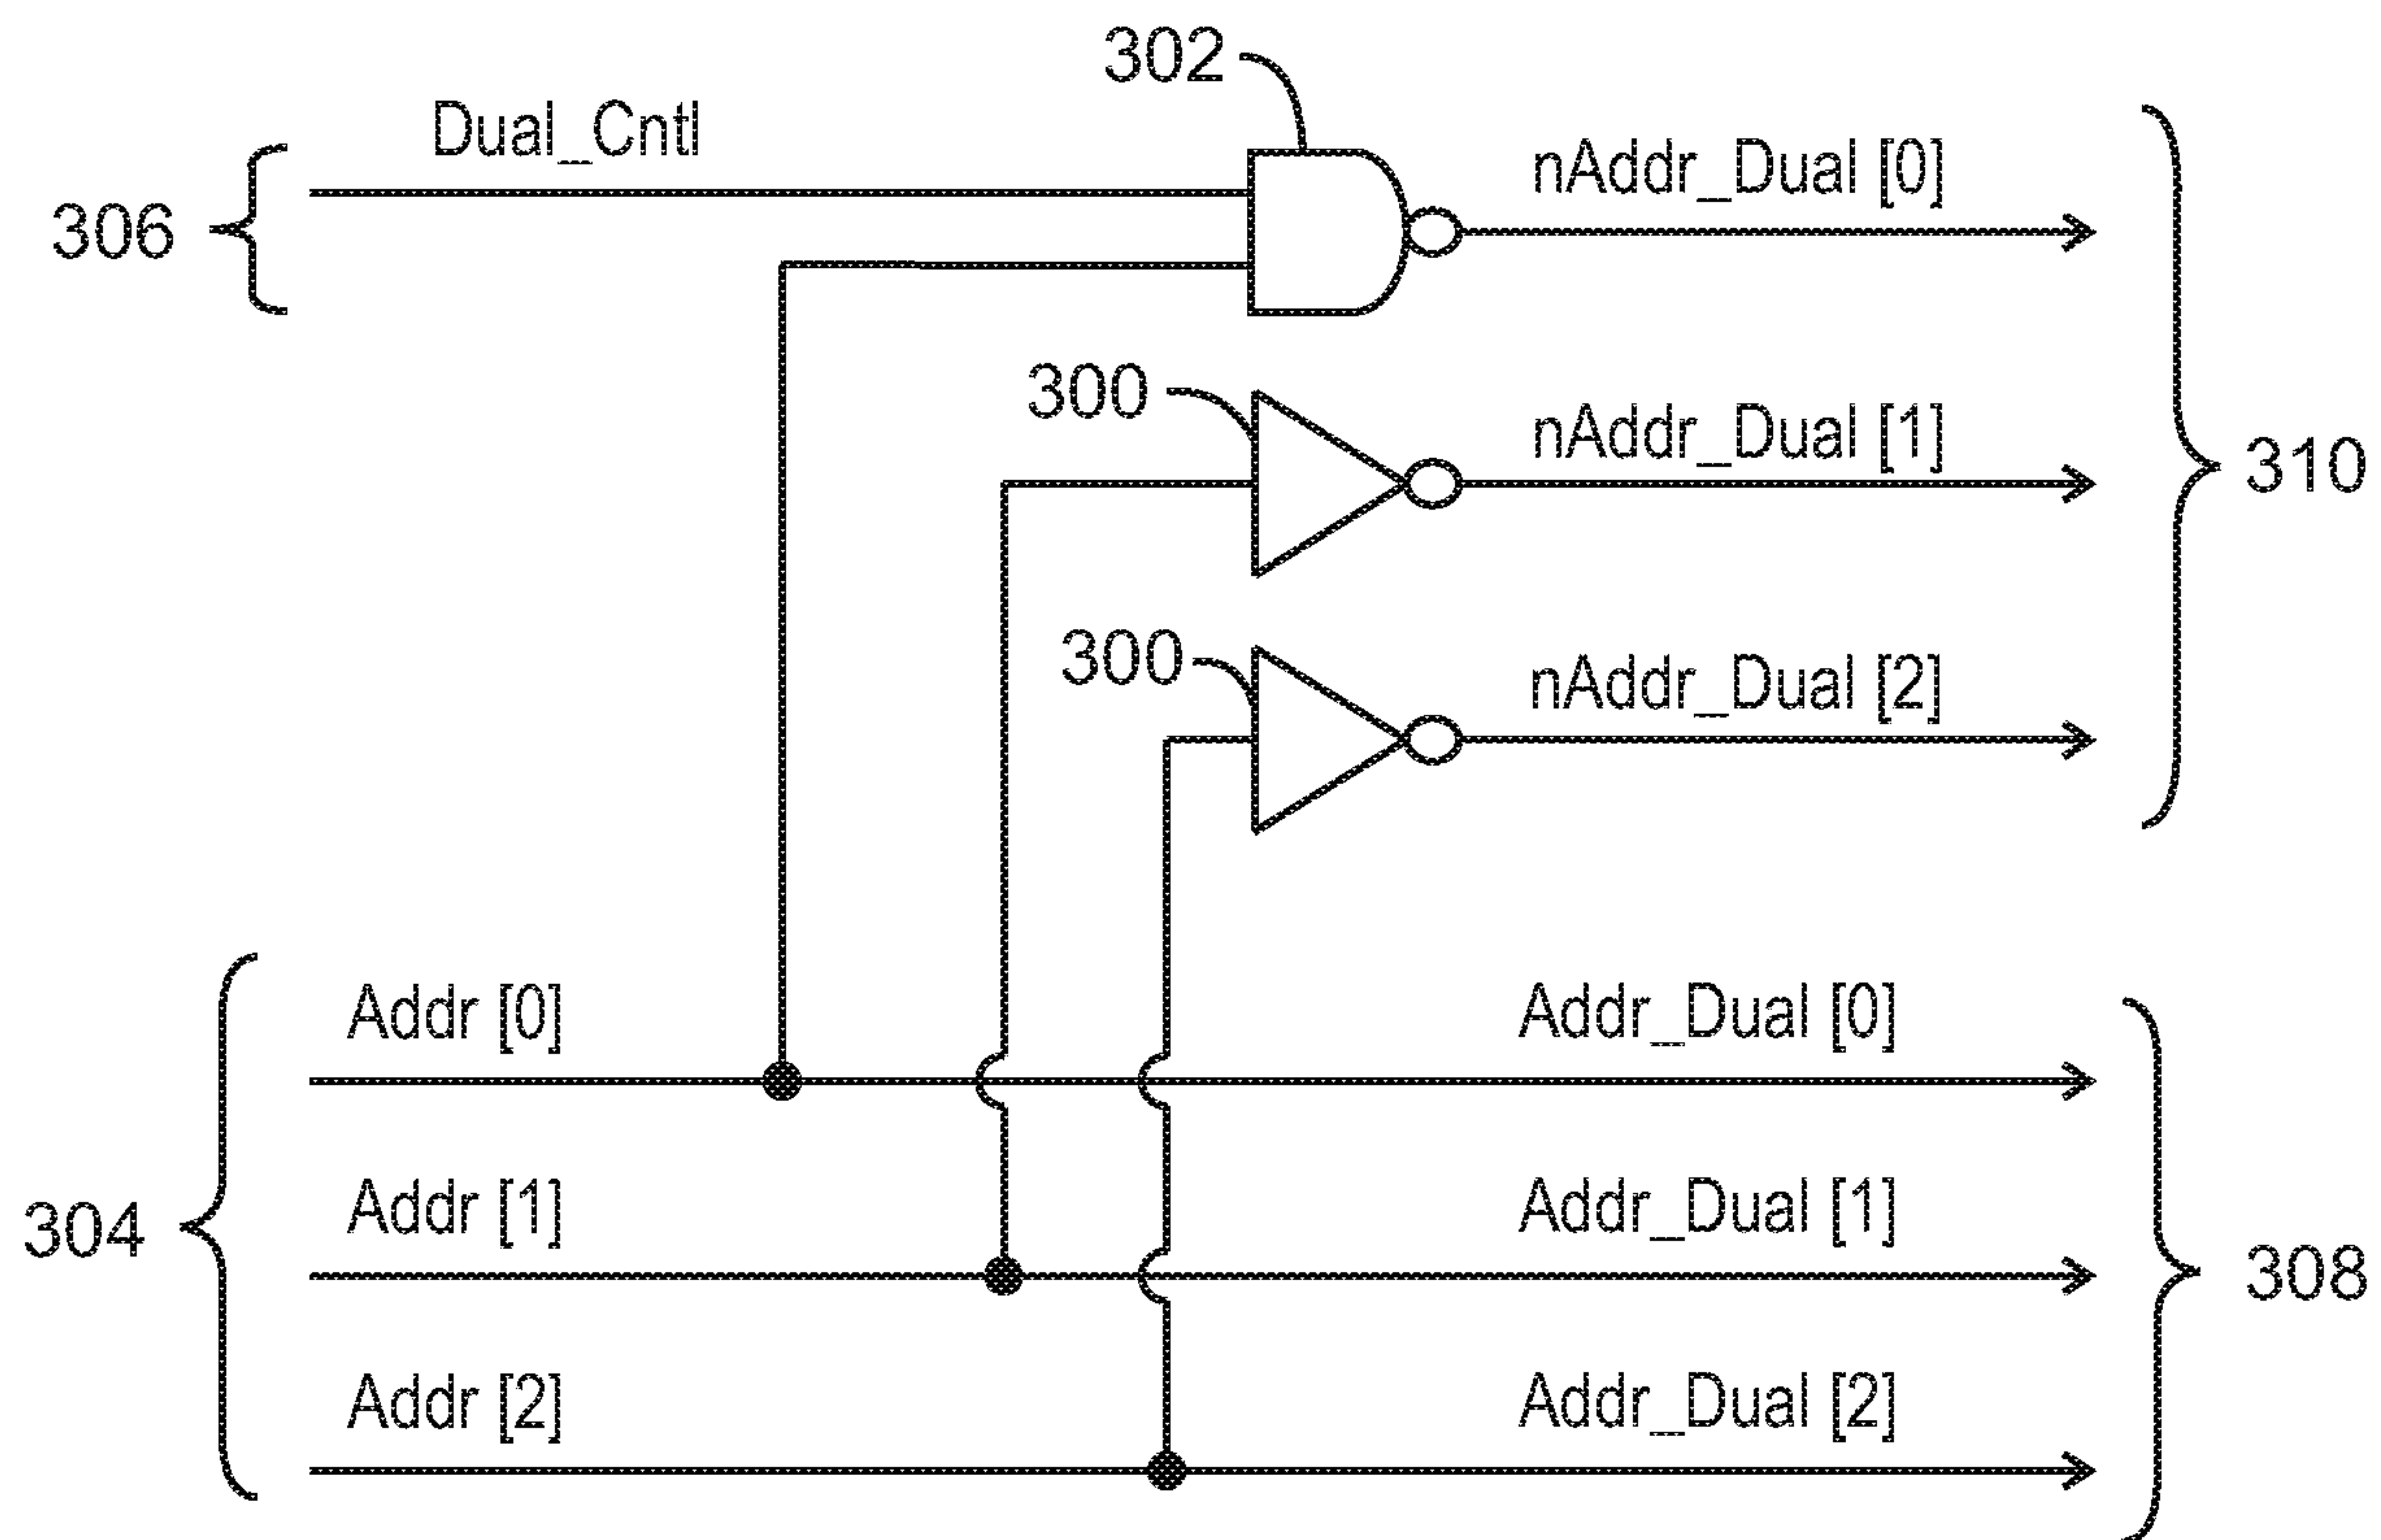 302
Dual_Cntl
nAddr_Dual [0]
306
300
nAddr_Dual [1]
310
300
nAddr_Dual [2]
Addr [0]
Addr_Dual [0]
Addr [1]
Addr_Dual [1]
304
308
Addr [2]
Addr_Dual [2]